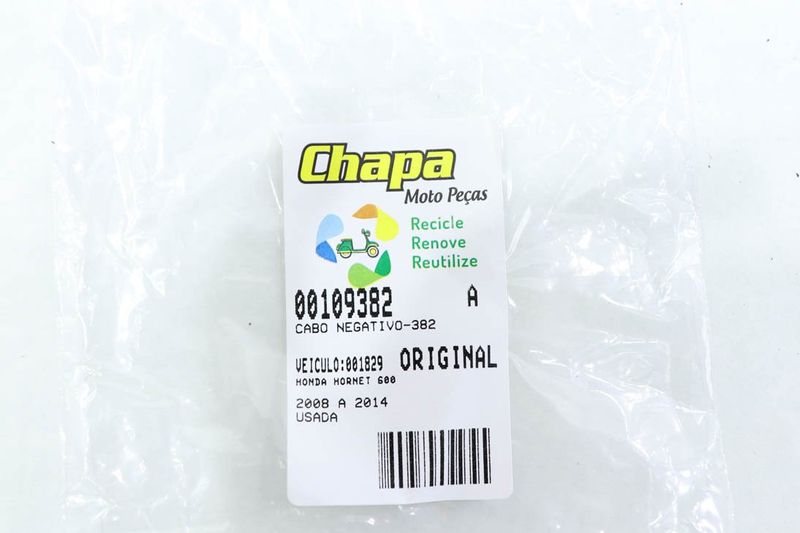 Chapa
Moto Peças
Recicle
Renove
Reutilize
00109382 A
CABO NEGATIVO-382
VEICULO:001829 ORIGINAL
HONDA HORNET 600
2008 A 2014
USADA